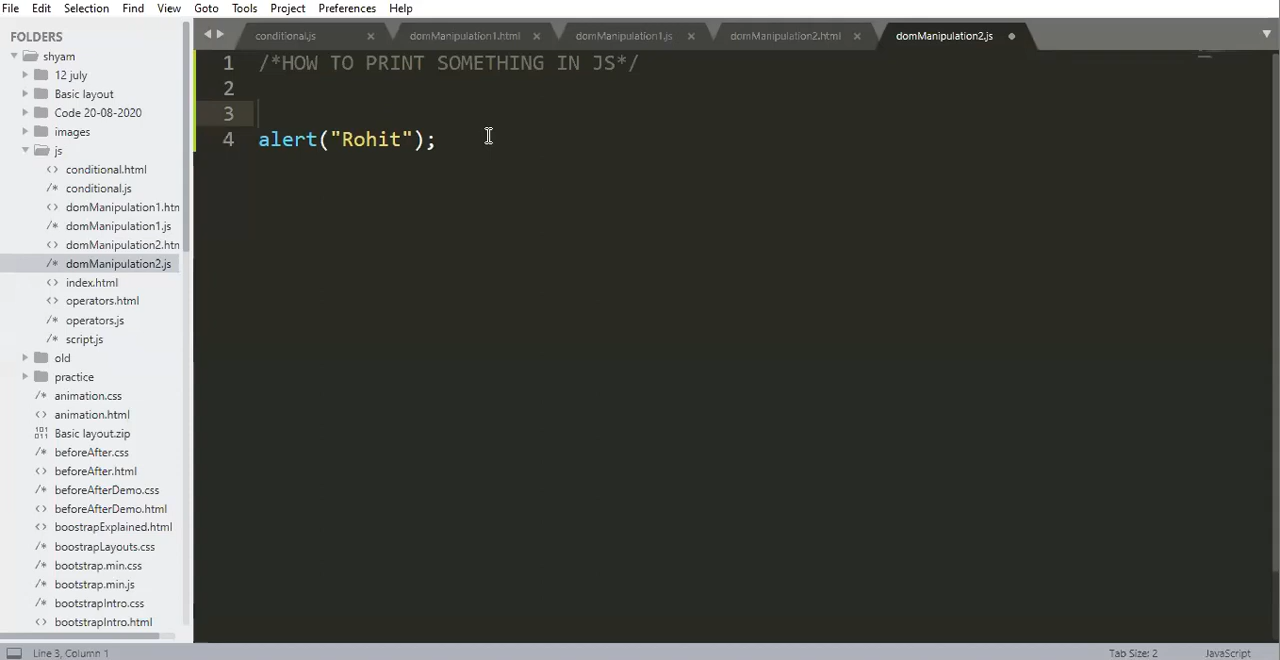 File Edit Selection Find View Goto Tools Project Preferences Help
FOLDERS
shyam
12 july
Basic layout
Code 20-08-2020
images
js
conditional.html
conditional.js
domManipulation1.htn
domManipulation1.js
domManipulation2.htn
domManipulation2.js
index.html
operators.html
operators.js
script.js
old
practice
animation.css
animation.html
Basic layout.zip
beforeAfter.css
beforeAfter.html
beforeAfterDemo.css
beforeAfterDemo.html
boostrapExplained.html
boostrapLayouts.css
bootstrap.min.css
bootstrap.min.js
bootstrapIntro.css
bootstrapIntro.html
conditional.js domManipulation1.html domManipulation1.js domManipulation2.html domManipulation2.js
1 /*HOW TO PRINT SOMETHING IN JS*/
2
3
4 alert("Rohit");
Line 3, Column 1 Tab Size: 2 JavaScript